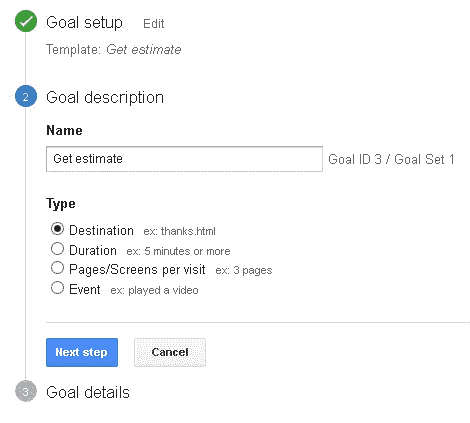 Goal setup Edit
Template: Get estimate
2 Goal description
Name
Get estimate Goal ID 3 / Goal Set 1
Type
Destination ex: thanks.html
Duration ex: 5 minutes or more
Pages/Screens per visit ex: 3 pages
Event ex: played a video
Next step Cancel
3 Goal details